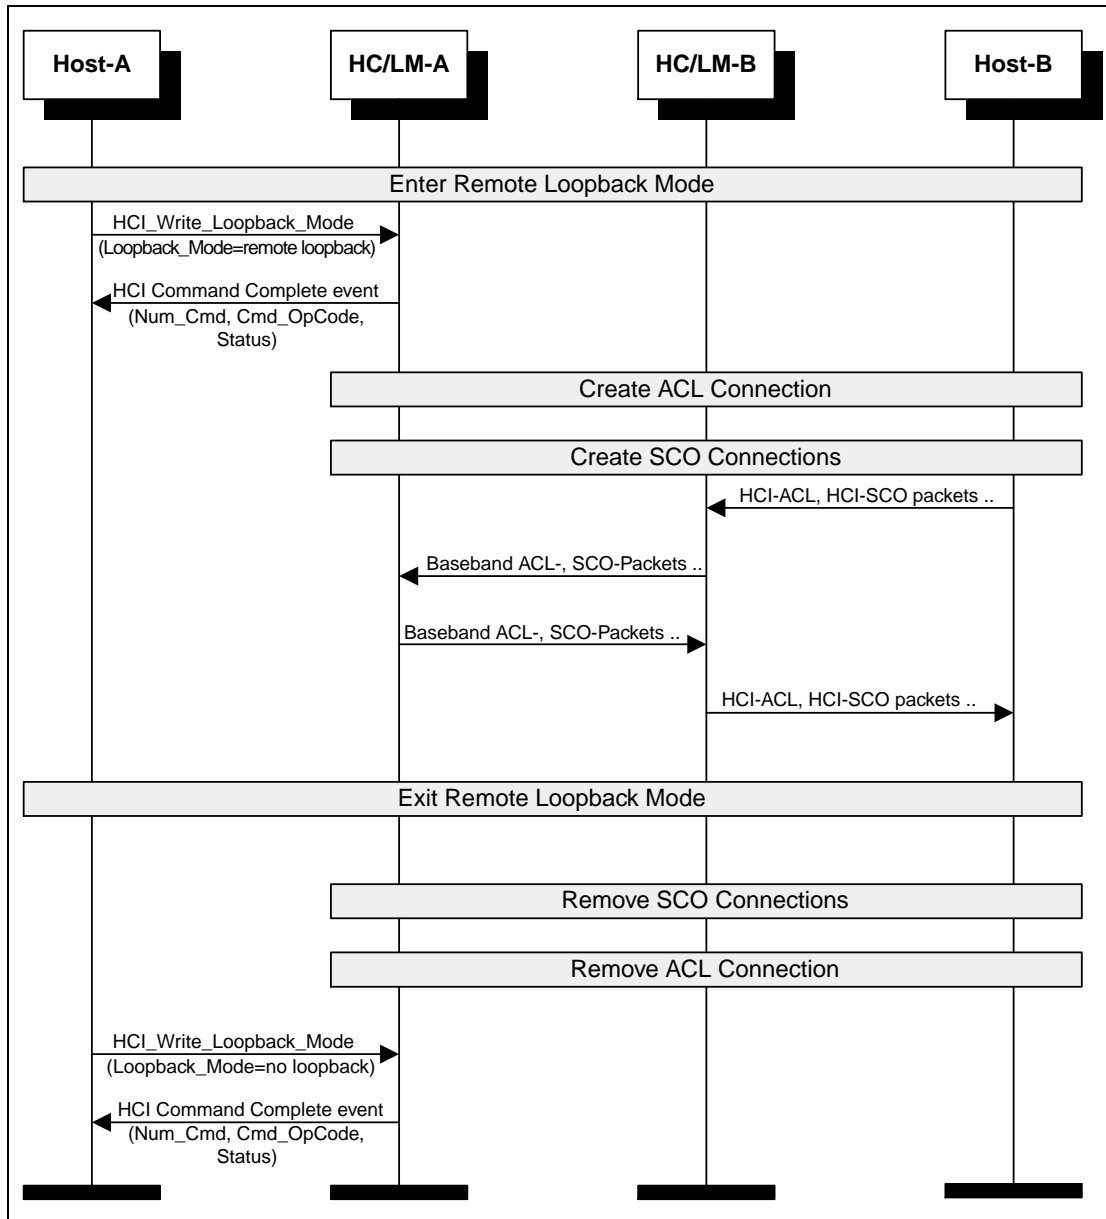 Host-A
HC/LM-A
HC/LM-B
Host-B
Enter Remote Loopback Mode
HCI_Write_Loopback_Mode
(Loopback_Mode=remote loopback)
HCI Command Complete event
(Num_Cmd, Cmd_OpCode,
Status)
Create ACL Connection
Create SCO Connections
HCI-ACL, HCI-SCO packets ..
Baseband ACL-, SCO-Packets ..
Baseband ACL-, SCO-Packets ..
HCI-ACL, HCI-SCO packets ..
Exit Remote Loopback Mode
Remove SCO Connections
Remove ACL Connection
HCI_Write_Loopback_Mode
(Loopback_Mode=no loopback)
HCI Command Complete event
(Num_Cmd, Cmd_OpCode,
Status)